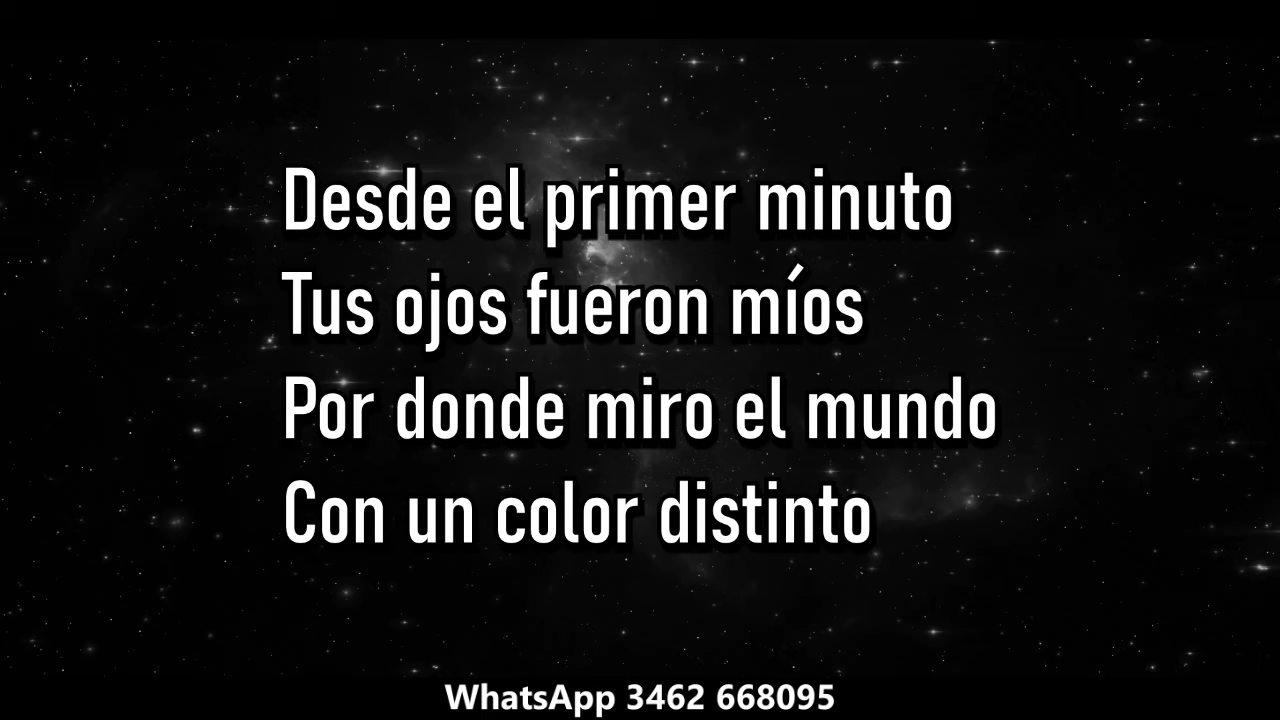 Desde el primer minuto
Tus ojos fueron míos
Por donde miro el mundo
Con un color distinto
WhatsApp 3462 668095